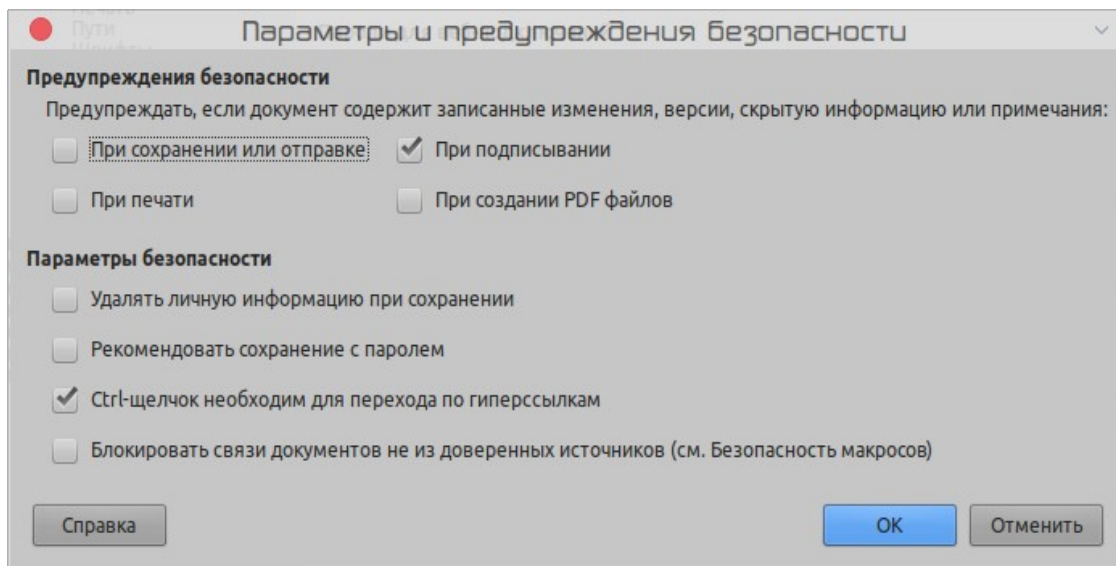 Пути
Параметры и предупреждения безопасности
Предупреждения безопасности
Предупреждать, если документ содержит записанные изменения, версии, скрытую информацию или примечания:
При сохранении или отправке При подписывании
При печати При создании PDF файлов
Параметры безопасности
Удалять личную информацию при сохранении
Рекомендовать сохранение с паролем
Ctrl-щелчок необходим для перехода по гиперссылкам
Блокировать связи документов не из доверенных источников (см. Безопасность макросов)
Справка OK Отменить